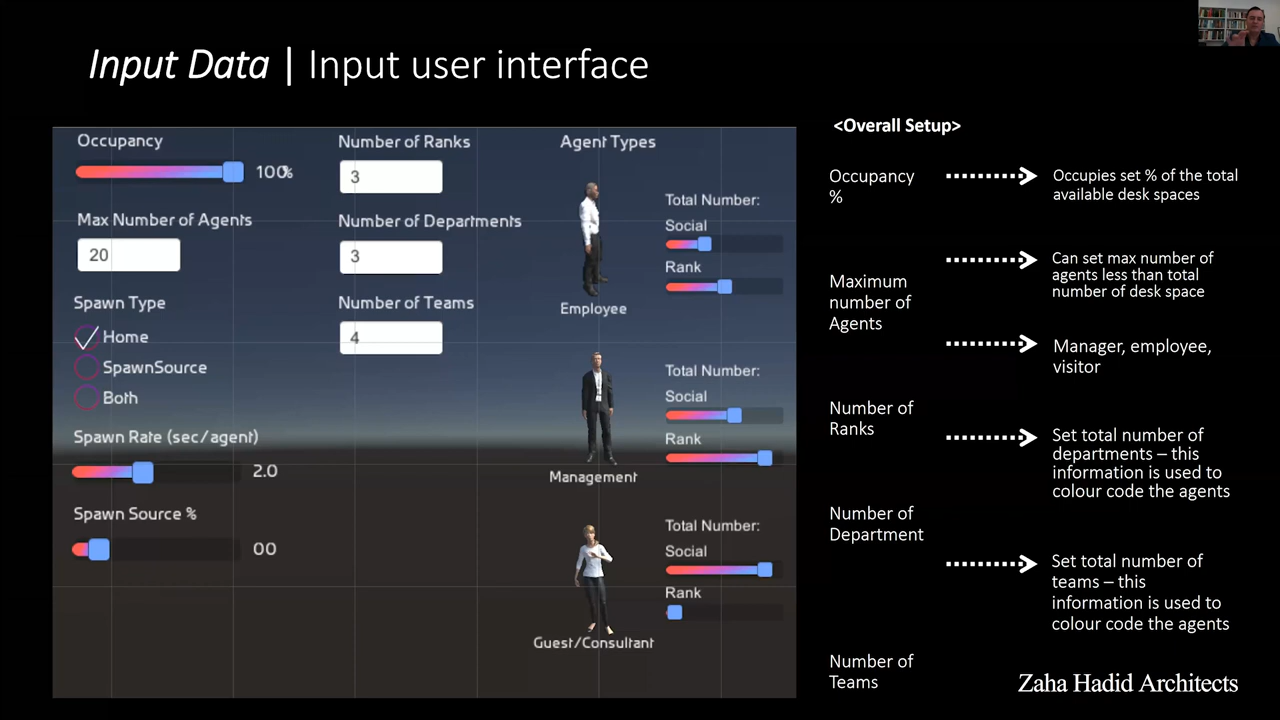 Input Data | Input user interface
Occupancy
100%
Max Number of Agents
20
Spawn Type
Home
SpawnSource
Both
Spawn Rate (sec/agent)
2.0
Spawn Source %
00
Number of Ranks
3
Number of Departments
3
Number of Teams
4
Agent Types
Total Number:
Social
Rank
Employee
Total Number:
Social
Rank
Management
Total Number:
Social
Rank
Guest/Consultant
<Overall Setup>
Occupancy
%
Occupies set % of the total
available desk spaces
Maximum
number of
Agents
Can set max number of
agents less than total
number of desk space
Number of
Ranks
Manager, employee,
visitor
Number of
Department
Set total number of
departments – this
information is used to
colour code the agents
Number of
Teams
Set total number of
teams – this
information is used to
colour code the agents
Zaha Hadid Architects